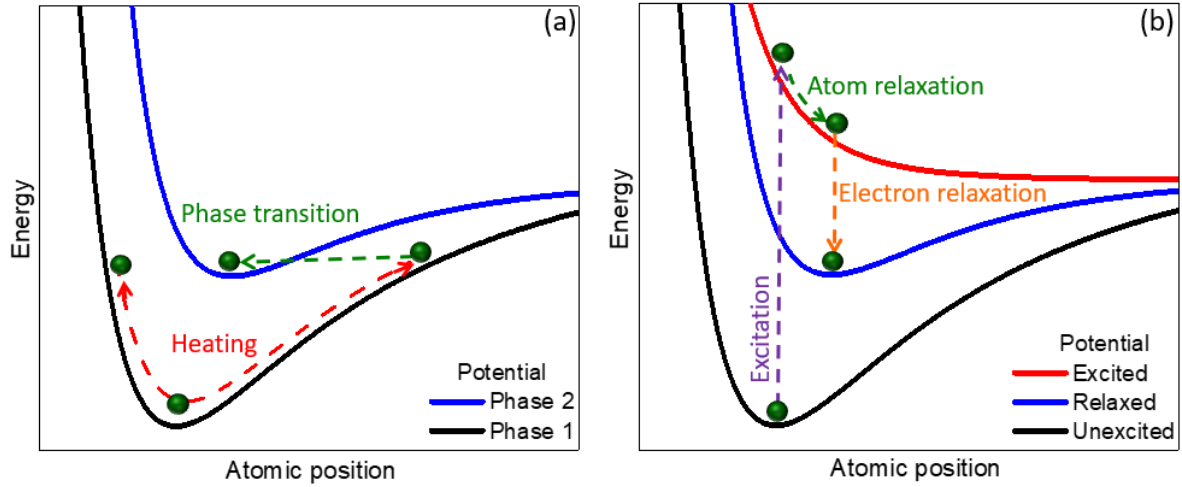 (a)
Energy
Phase transition
Heating
Potential
Phase 2
Phase 1
Atomic position
(b)
Energy
Atom relaxation
Electron relaxation
Excitation
Potential
Excited
Relaxed
Unexcited
Atomic position